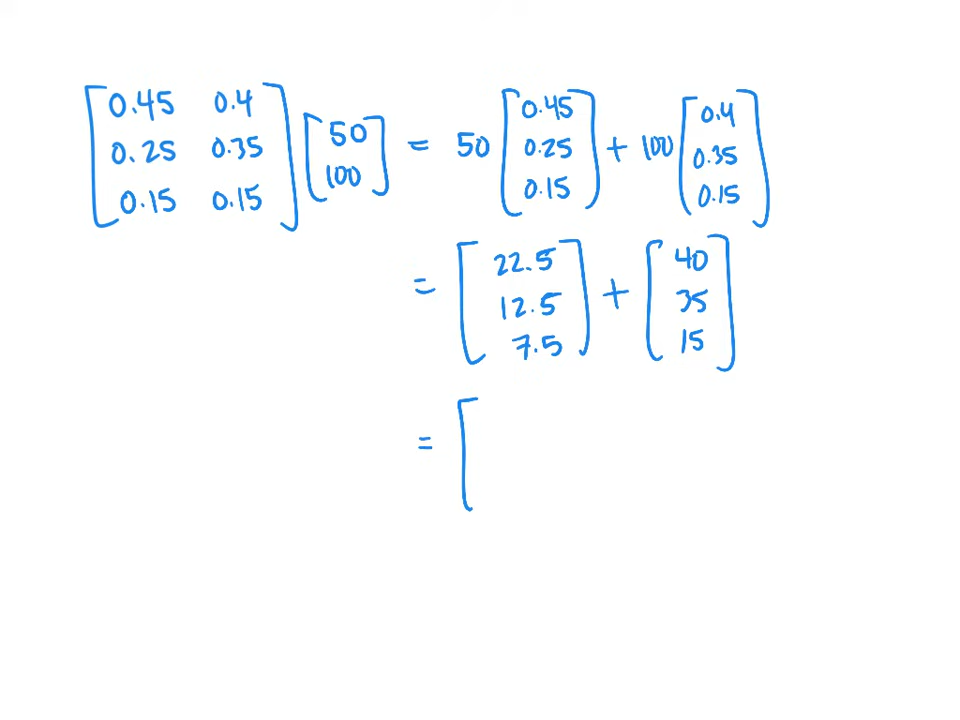 [0.45 0.4] [50] = 50 [0.45] + 100 [0.4]
[0.25 0.35] [100] [0.25] [0.35]
[0.15 0.15] [0.15] [0.15]
= [22.5] + [40]
[12.5] [35]
[7.5] [15]
= [